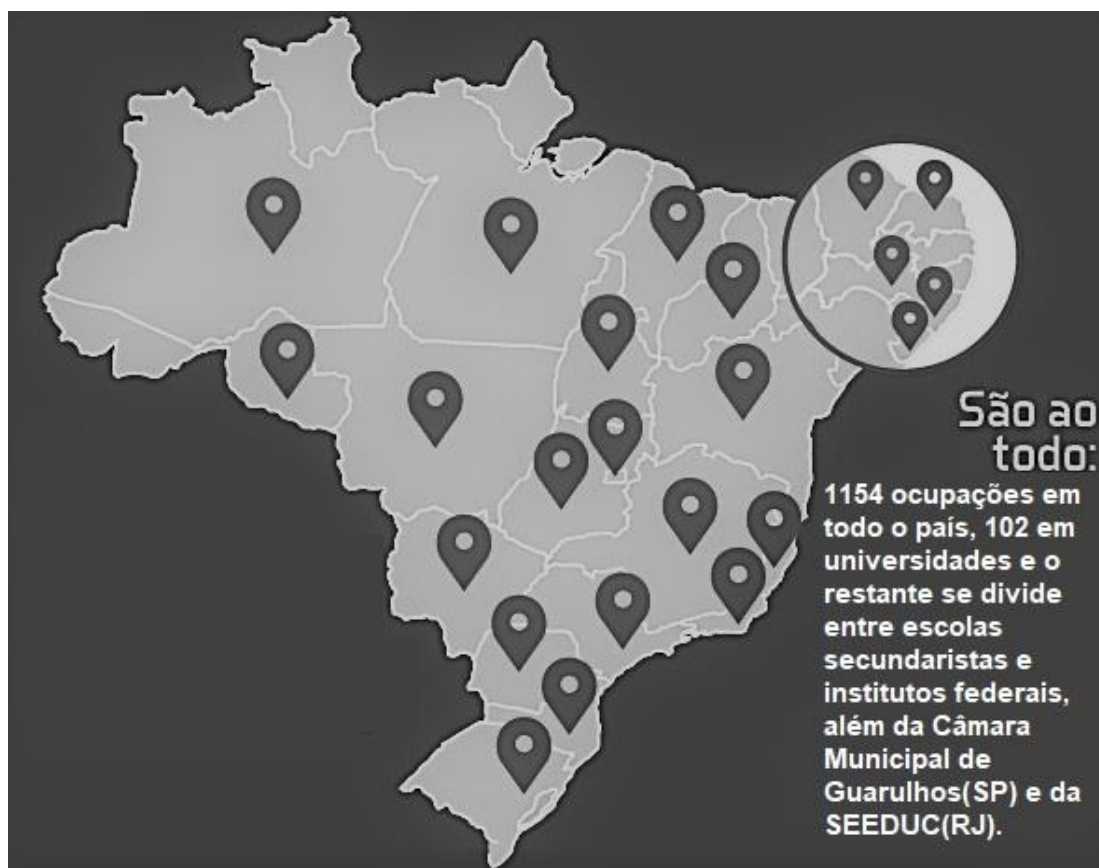 São ao
todo:
1154 ocupações em
todo o país, 102 em
universidades e o
restante se divide
entre escolas
secundaristas e
institutos federais,
além da Câmara
Municipal de
Guarulhos(SP) e da
SEEDUC(RJ).